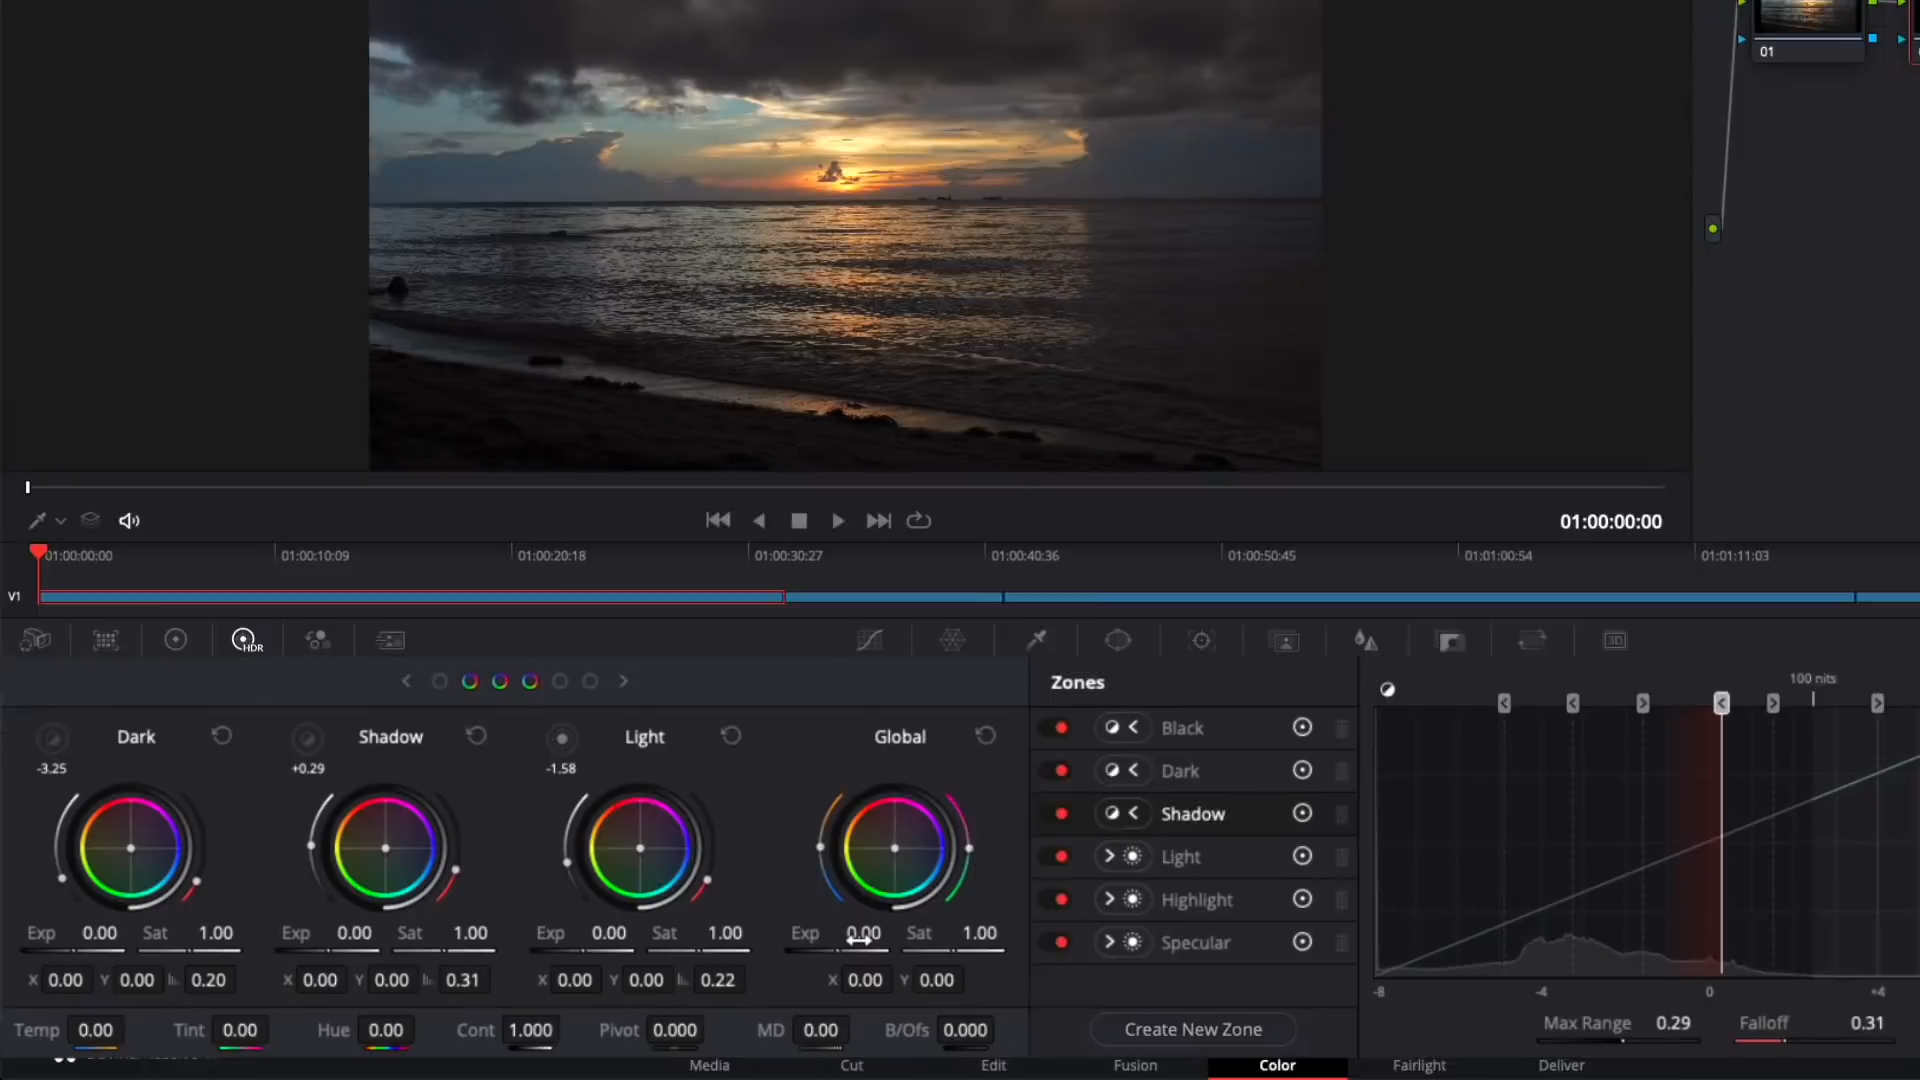 01
01:00:00:00
01:00:00:00 01:00:10:09 01:00:20:18 01:00:30:27 01:00:40:36 01:00:50:45 01:01:00:54 01:01:11:03
V1
HDR 3D
Zones
100 nits
Dark Shadow Light Global
-3.25 +0.29 -1.58
Black
Dark
Shadow
Light
Highlight
Specular
Exp 0.00 Sat 1.00 Exp 0.00 Sat 1.00 Exp 0.00 Sat 1.00 Exp 0.00 Sat 1.00
X 0.00 Y 0.00 0.20 X 0.00 Y 0.00 0.31 X 0.00 Y 0.00 0.22 X 0.00 Y 0.00
-8 -4 0 +4
Temp 0.00 Tint 0.00 Hue 0.00 Cont 1.000 Pivot 0.000 MD 0.00 B/Ofs 0.000
Create New Zone
Max Range 0.29 Falloff 0.31
Media Cut Edit Fusion Color Fairlight Deliver